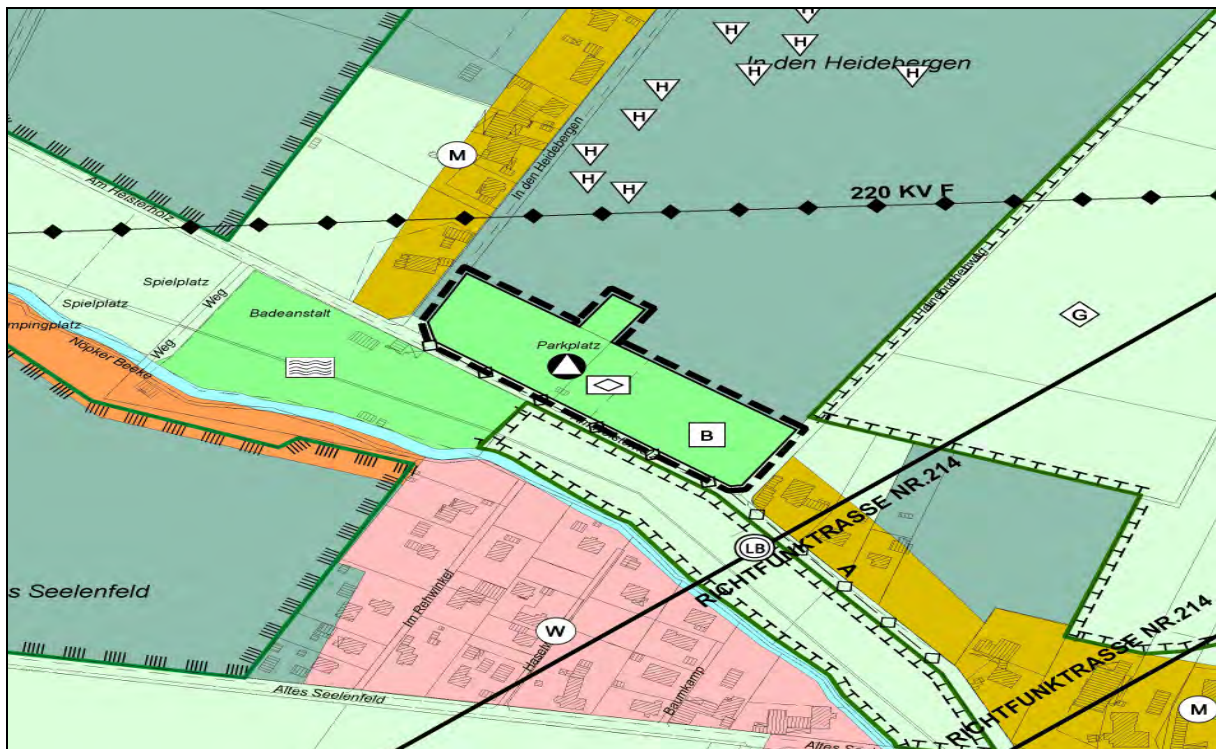 H
H
H
In den Heidebergen
H
H
H
H
M
H
H
H
In den Heidebergen
Am Heisterholz
220 KV F
Spielplatz
Spielplatz
Weg
Badeanstalt
mpingplatz
Nöpker Beeke
Weg
Parkplatz
G
B
RICHTFUNKTRASSE NR.214
LB
A
s Seelenfeld
Im Rehwinkel
W
Baumkamp
RICHTFUNKTRASSE NR.214
M
Altes Seelenfeld